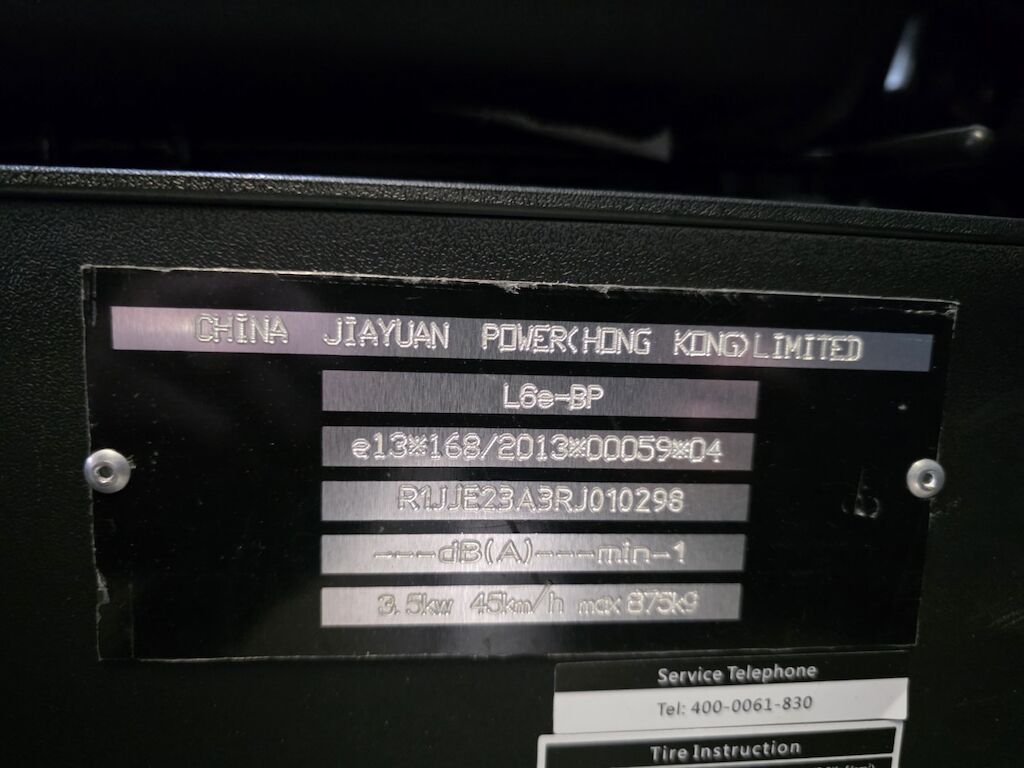 CHINA JIAYUAN POWER(HONG KONG)LIMITED
L6e-BP
e13*168/2013*00059*04
R1JJE23A3RJ010298
---dB(A)---min-1
3.5kw 45km/h max 875kg
Service Telephone
Tel: 400-0061-830
Tire Instruction